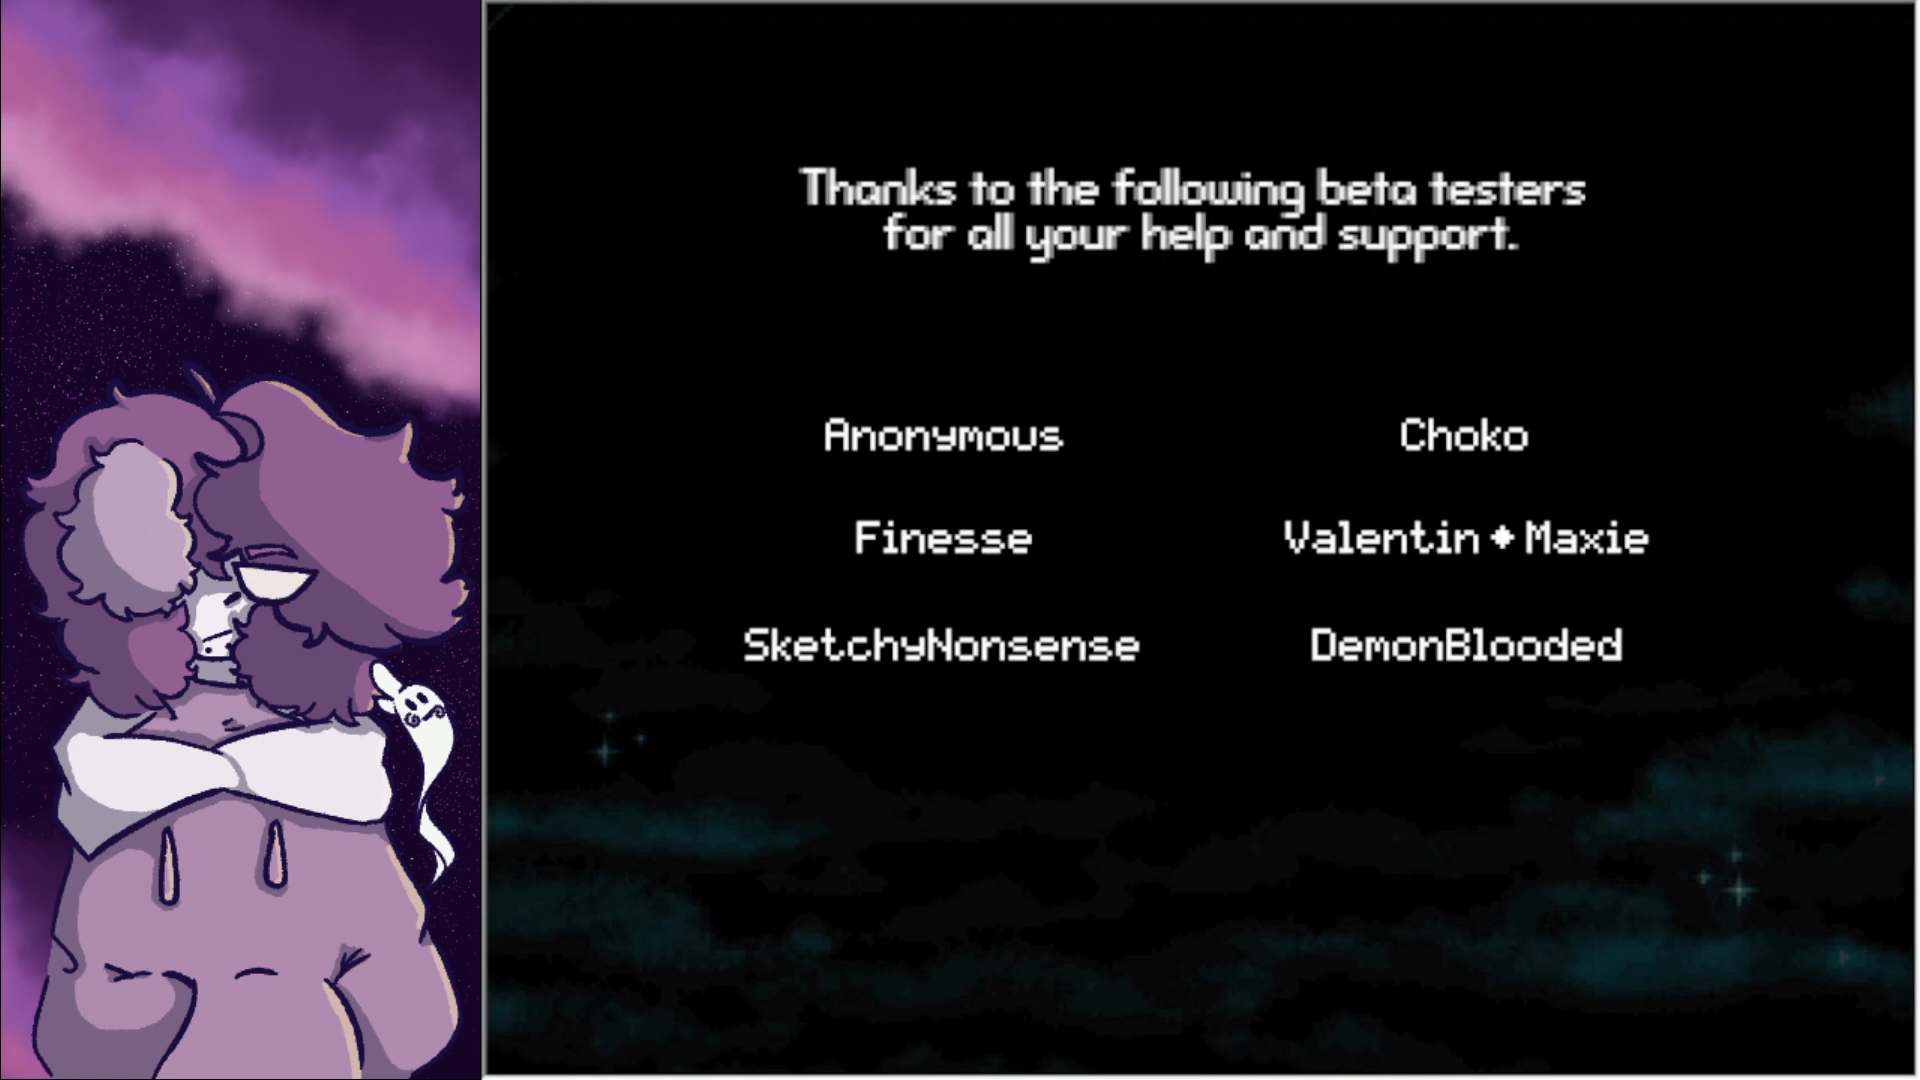 Thanks to the following beta testers
for all your help and support.
Anonymous
Choko
Finesse
Valentin ◆ Maxie
SketchyNonsense
DemonBlooded